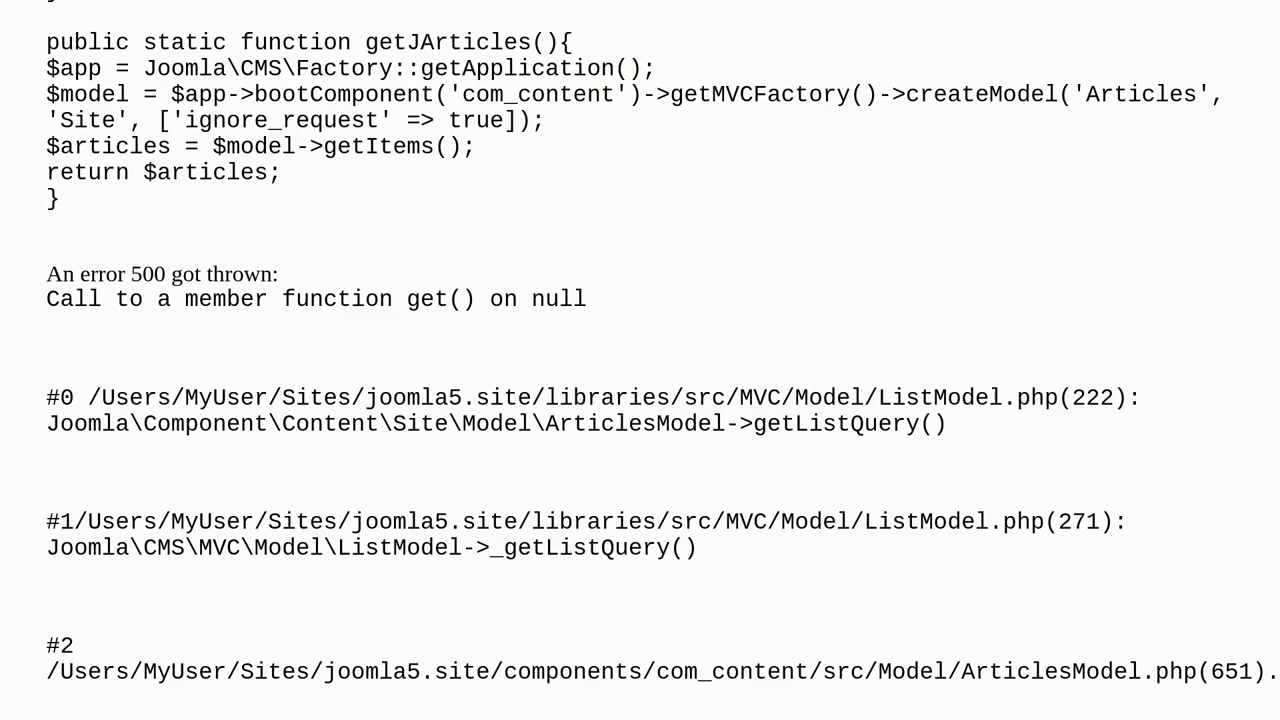 public static function getJArticles(){
$app = Joomla\CMS\Factory::getApplication();
$model = $app->bootComponent('com_content')->getMVCFactory()->createModel('Articles',
'Site', ['ignore_request' => true]);
$articles = $model->getItems();
return $articles;
}
An error 500 got thrown:
Call to a member function get() on null
#0 /Users/MyUser/Sites/joomla5.site/libraries/src/MVC/Model/ListModel.php(222):
Joomla\Component\Content\Site\Model\ArticlesModel->getListQuery()
#1/Users/MyUser/Sites/joomla5.site/libraries/src/MVC/Model/ListModel.php(271):
Joomla\CMS\MVC\Model\ListModel->_getListQuery()
#2
/Users/MyUser/Sites/joomla5.site/components/com_content/src/Model/ArticlesModel.php(651).